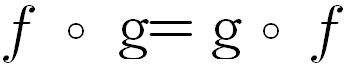 f ∘ g= g ∘ f